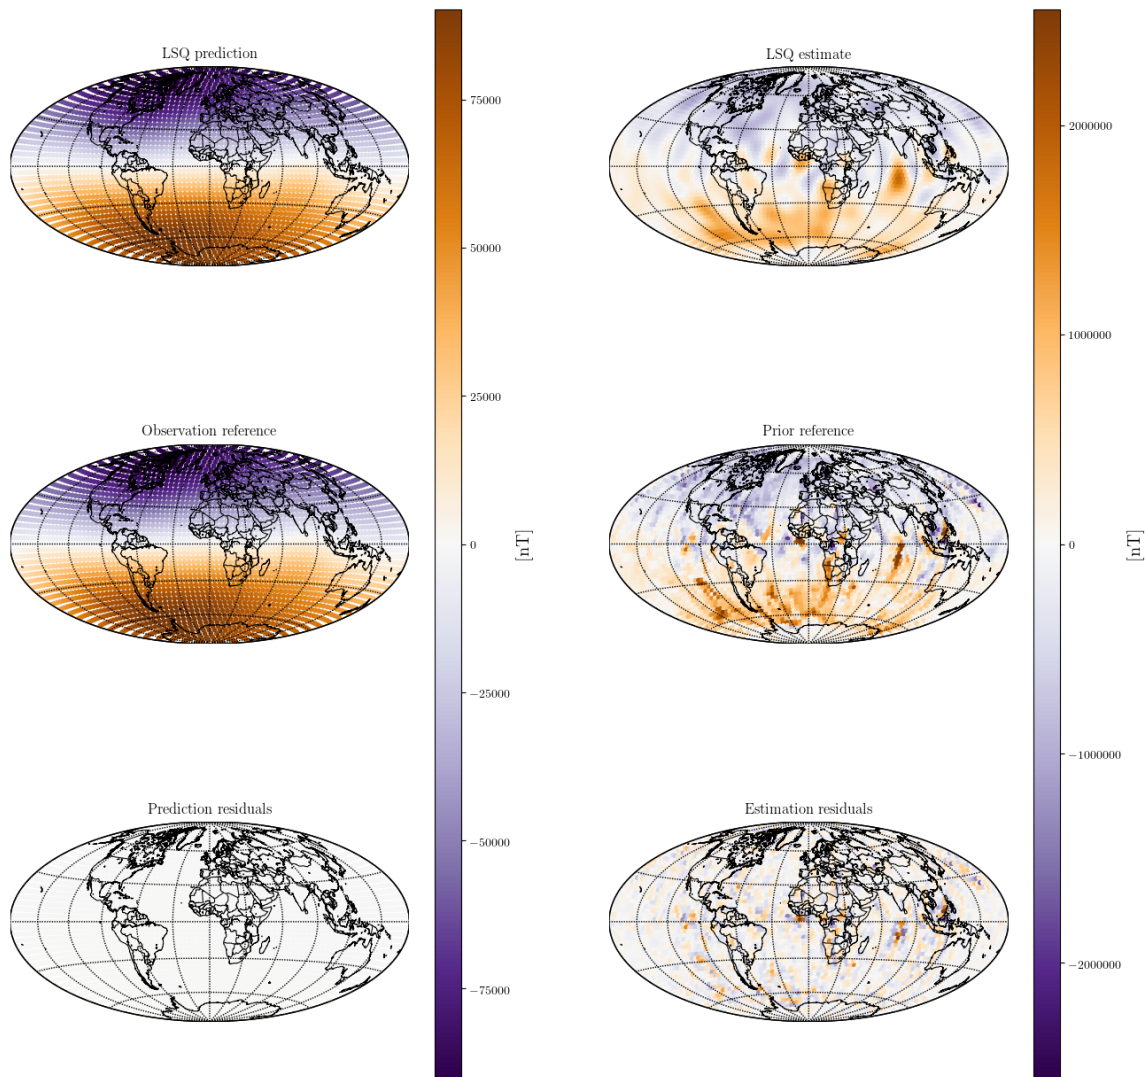 LSQ prediction
LSQ estimate
75000
50000
25000
0
−25000
−50000
−75000
[nT]
2000000
1000000
0
−1000000
−2000000
[nT]
Observation reference
Prior reference
Prediction residuals
Estimation residuals